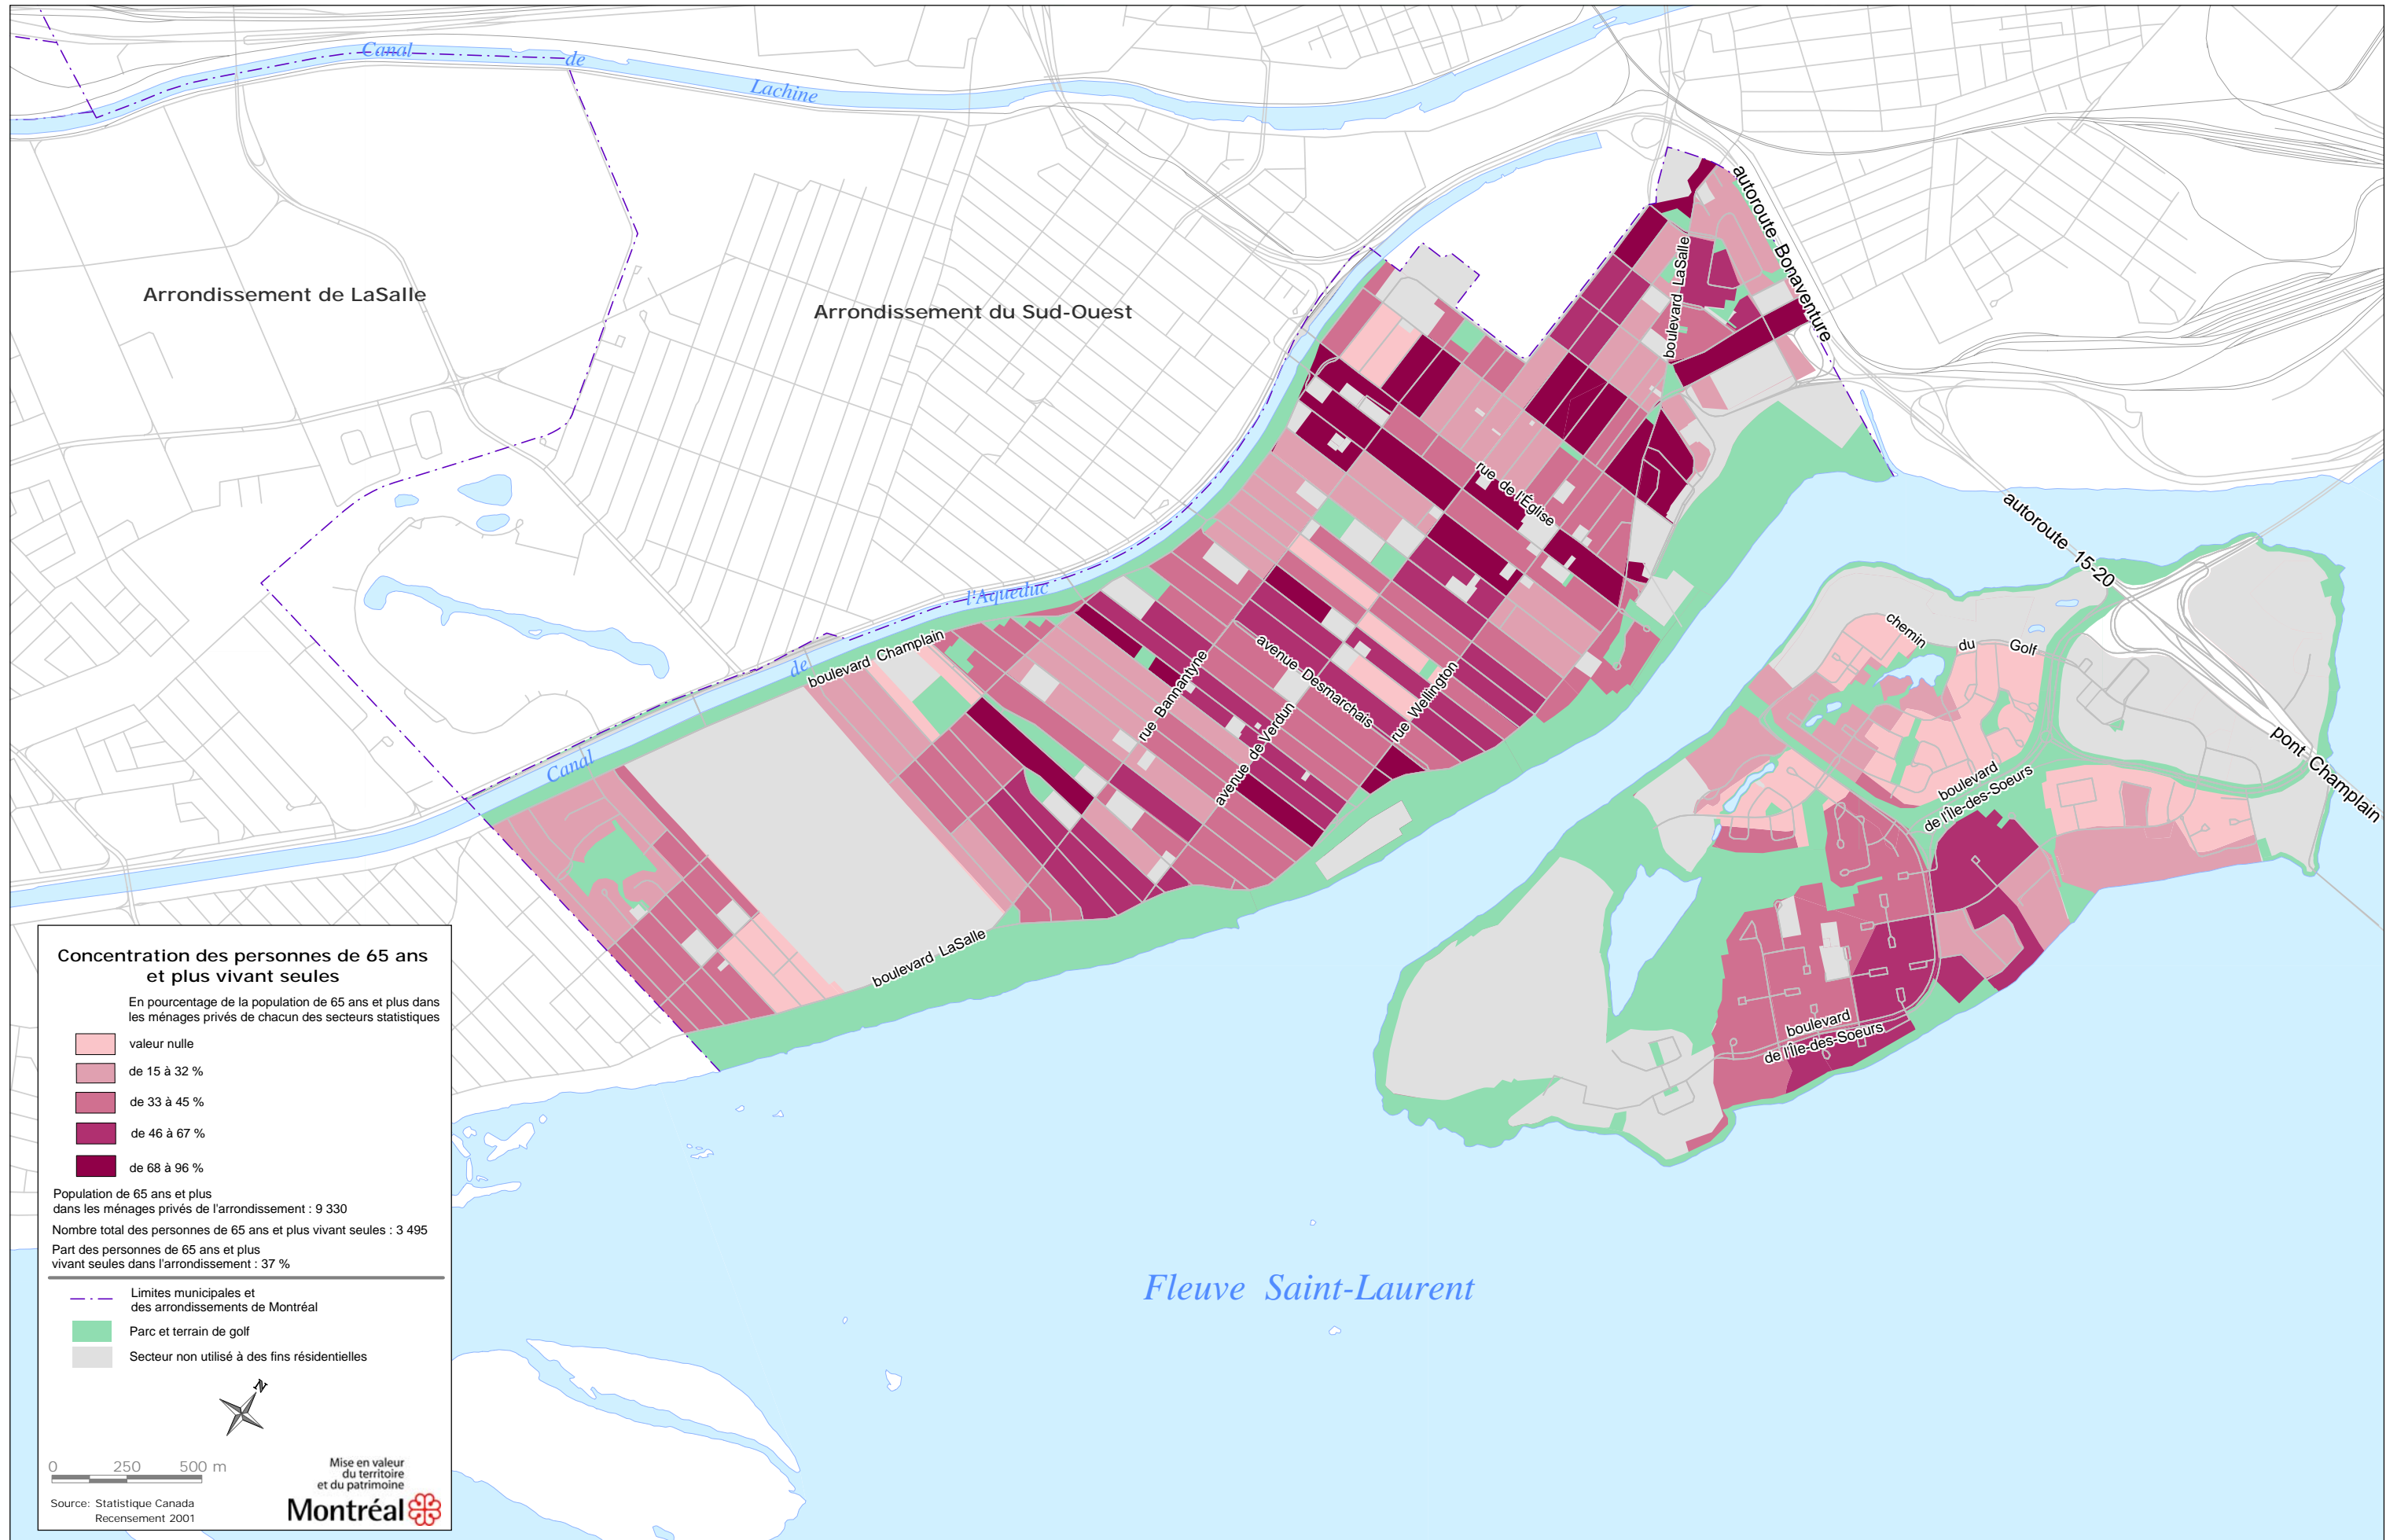 Canal
de
Lachine
Arrondissement de LaSalle
Arrondissement du Sud-Ouest
autoroute Bonaventure
boulevard LaSalle
rue de l'Église
autoroute 15-20
l'Aqueduc
de
Canal
boulevard Champlain
rue Bannantyne
avenue Desmarchais
avenue de Verdun
rue Wellington
chemin
du
Golf
pont Champlain
boulevard
de l'Île-des-Soeurs
boulevard LaSalle
boulevard
de l'Île-des-Soeurs
Fleuve Saint-Laurent
Concentration des personnes de 65 ans
et plus vivant seules
En pourcentage de la population de 65 ans et plus dans
les ménages privés de chacun des secteurs statistiques
valeur nulle
de 15 à 32 %
de 33 à 45 %
de 46 à 67 %
de 68 à 96 %
Population de 65 ans et plus
dans les ménages privés de l'arrondissement : 9 330
Nombre total des personnes de 65 ans et plus vivant seules : 3 495
Part des personnes de 65 ans et plus
vivant seules dans l'arrondissement : 37 %
Limites municipales et
des arrondissements de Montréal
Parc et terrain de golf
Secteur non utilisé à des fins résidentielles
N
0 250 500 m
Source: Statistique Canada
Recensement 2001
Mise en valeur
du territoire
et du patrimoine
Montréal